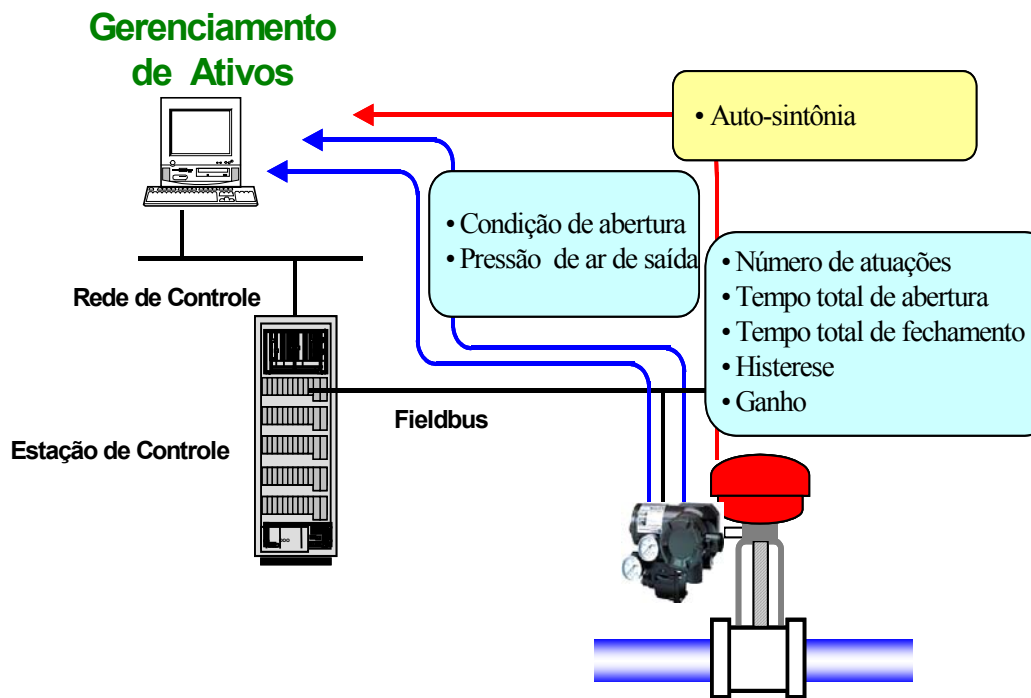 Gerenciamento
de Ativos
• Auto-sintônia
• Condição de abertura
• Pressão de ar de saída
• Número de atuações
• Tempo total de abertura
• Tempo total de fechamento
• Histerese
• Ganho
Rede de Controle
Fieldbus
Estação de Controle